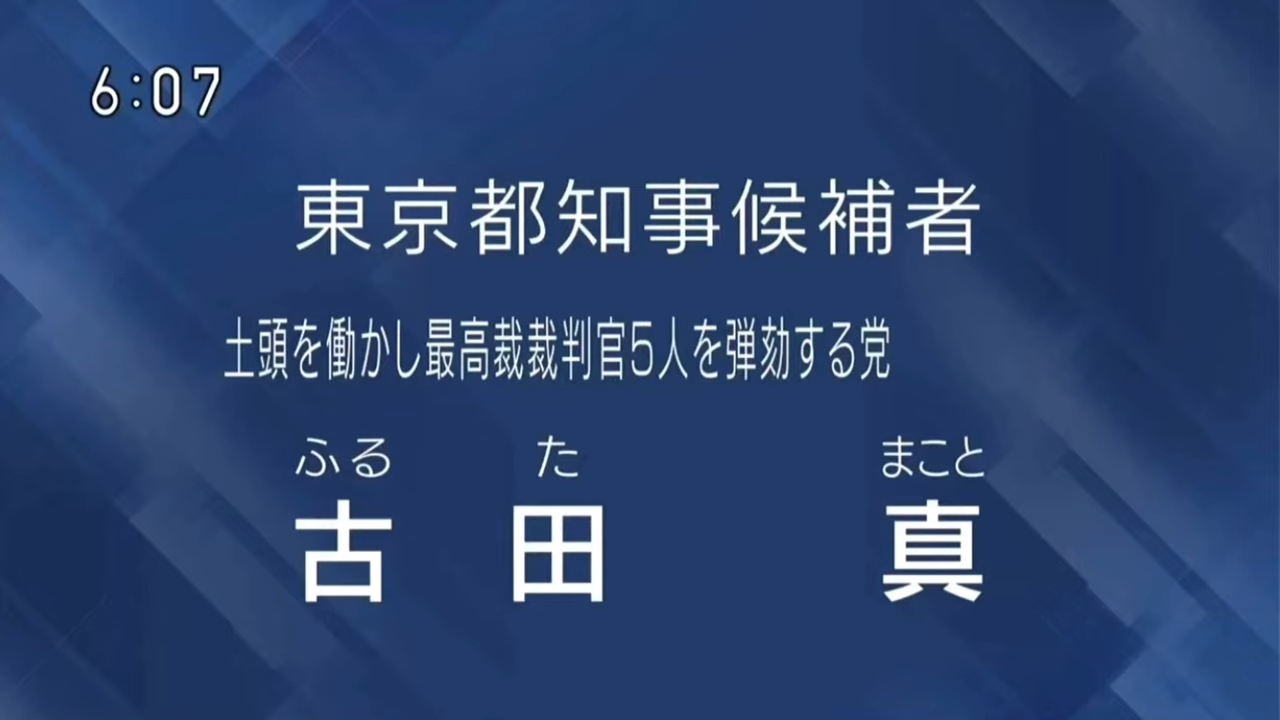 6:07
東京都知事候補者
土頭を働かし最高裁裁判官5人を弾劾する党
ふる た まこと
古田 真